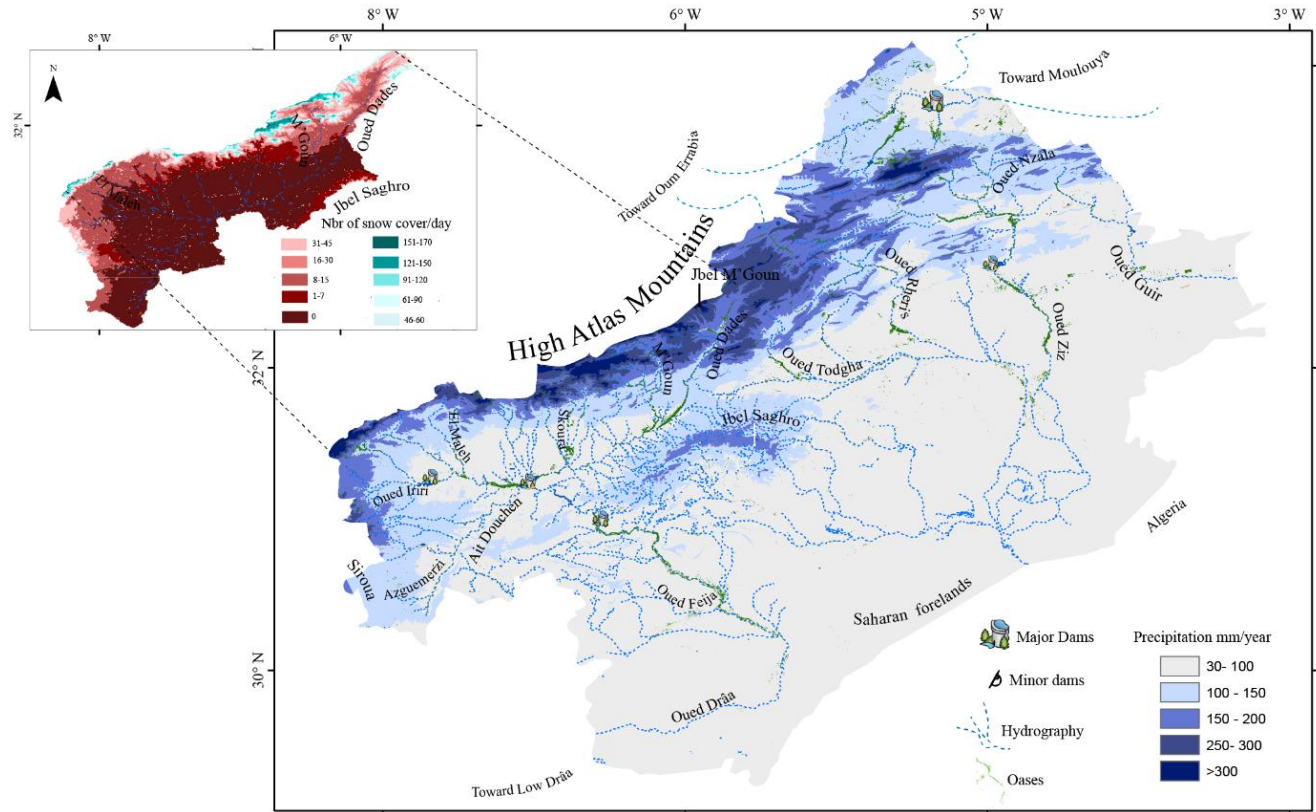 8° W
6° W
5° W
3° W
8° W
6° W
N
32° N
M'Goun
Oued Dades
El Maleh
Jbel Saghro
Nbr of snow cover/day
31-45
151-170
16-30
121-150
8-15
91-120
1-7
61-90
0
46-60
Toward Moulouya
Toward Oum Errabia
Oued Nzala
High Atlas Mountains
Jbel M'Goun
Oued Rheris
Oued Guir
Oued Ziz
Oued Dades
M'Goun
Oued Todgha
32° N
Jbel Saghro
El Maleh
Skoura
Oued Iriri
Ait Douchen
Algeria
Siroua
Azguemerzi
Oued Feija
Saharan forelands
30° N
Oued Drâa
Toward Low Drâa
Major Dams
Minor dams
Hydrography
Oases
Precipitation mm/year
30- 100
100 - 150
150 - 200
250- 300
>300